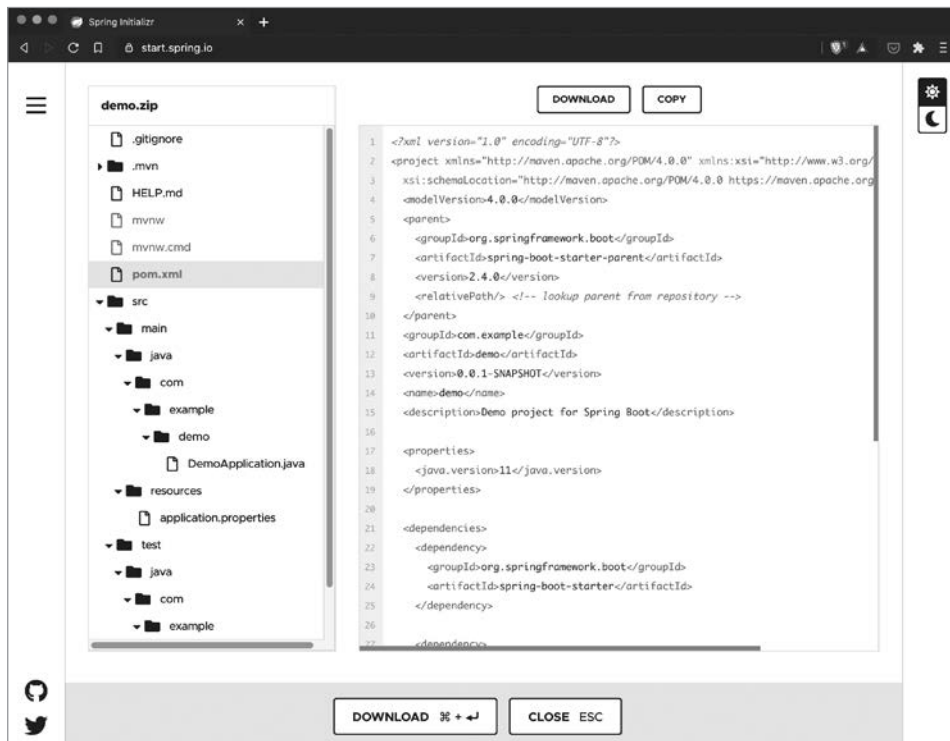 Spring Initializr
start.spring.io
demo.zip
.gitignore
.mvn
HELP.md
mvnw
mvnw.cmd
pom.xml
src
main
java
com
example
demo
DemoApplication.java
resources
application.properties
test
java
com
example
DOWNLOAD
COPY
1 <?xml version="1.0" encoding="UTF-8"?>
2 <project xmlns="http://maven.apache.org/POM/4.0.0" xmlns:xsi="http://www.w3.org/
3 xsi:schemaLocation="http://maven.apache.org/POM/4.0.0 https://maven.apache.org
4 <modelVersion>4.0.0</modelVersion>
5 <parent>
6 <groupId>org.springframework.boot</groupId>
7 <artifactId>spring-boot-starter-parent</artifactId>
8 <version>2.4.0</version>
9 <relativePath/> <!-- lookup parent from repository -->
10 </parent>
11 <groupId>com.example</groupId>
12 <artifactId>demo</artifactId>
13 <version>0.0.1-SNAPSHOT</version>
14 <name>demo</name>
15 <description>Demo project for Spring Boot</description>
16
17 <properties>
18 <java.version>11</java.version>
19 </properties>
20
21 <dependencies>
22 <dependency>
23 <groupId>org.springframework.boot</groupId>
24 <artifactId>spring-boot-starter</artifactId>
25 </dependency>
26
27 <dependency>
DOWNLOAD ⌘ + ↵
CLOSE ESC